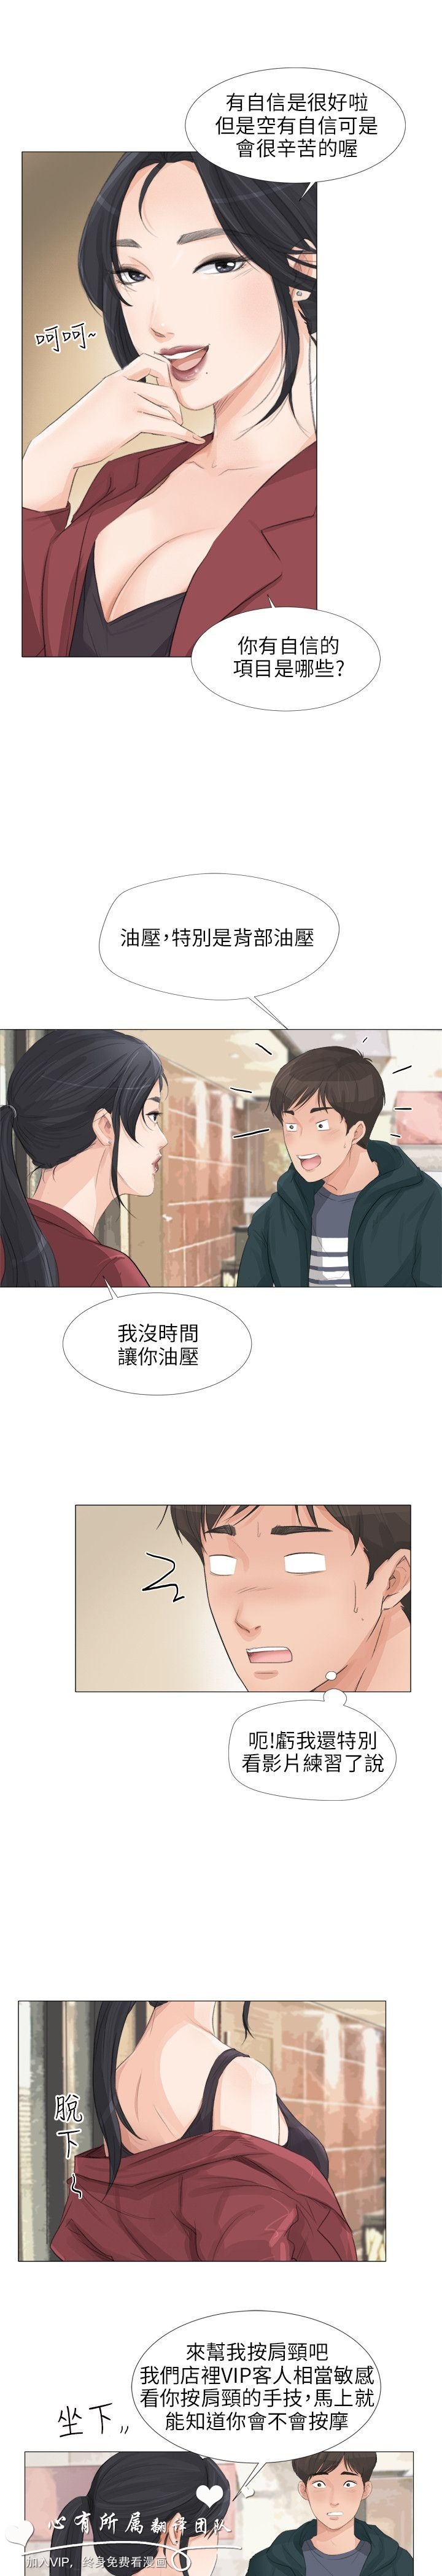 有自信是很好啦
但是空有自信可是
會很辛苦的喔
呵呵~
你有自信的
項目是哪些?
油壓,特別是背部油壓
我沒時間
讓你油壓
呃!虧我還特別
看影片練習了說
脫
下~
來幫我按肩頸吧
我們店裡VIP客人相當敏感
看你按肩頸的手技,馬上就
能知道你會不會按摩
坐下,,
心有所属翻译团队
加入VIP，终身免费看漫畫